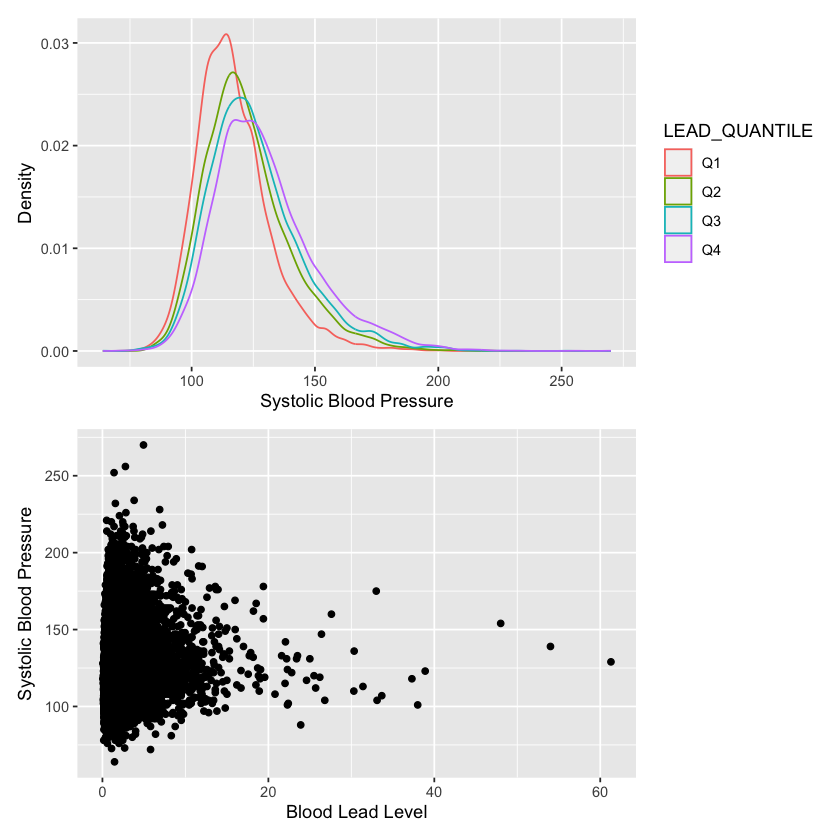 0.03
0.02
0.01
0.00
Density
100 150 200 250
Systolic Blood Pressure
LEAD_QUANTILE
Q1
Q2
Q3
Q4
250
200
150
100
Systolic Blood Pressure
0 20 40 60
Blood Lead Level